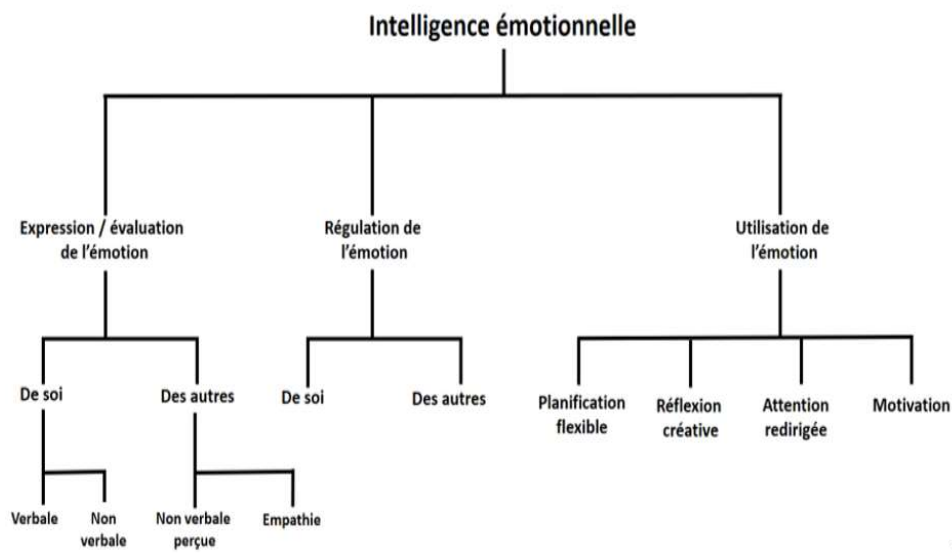 Intelligence émotionnelle
Expression / évaluation
de l'émotion
Régulation de
l'émotion
Utilisation de
l'émotion
De soi
Des autres
De soi
Des autres
Planification
flexible
Réflexion
créative
Attention
redirigée
Motivation
Verbale
Non
verbale
Non verbale
perçue
Empathie